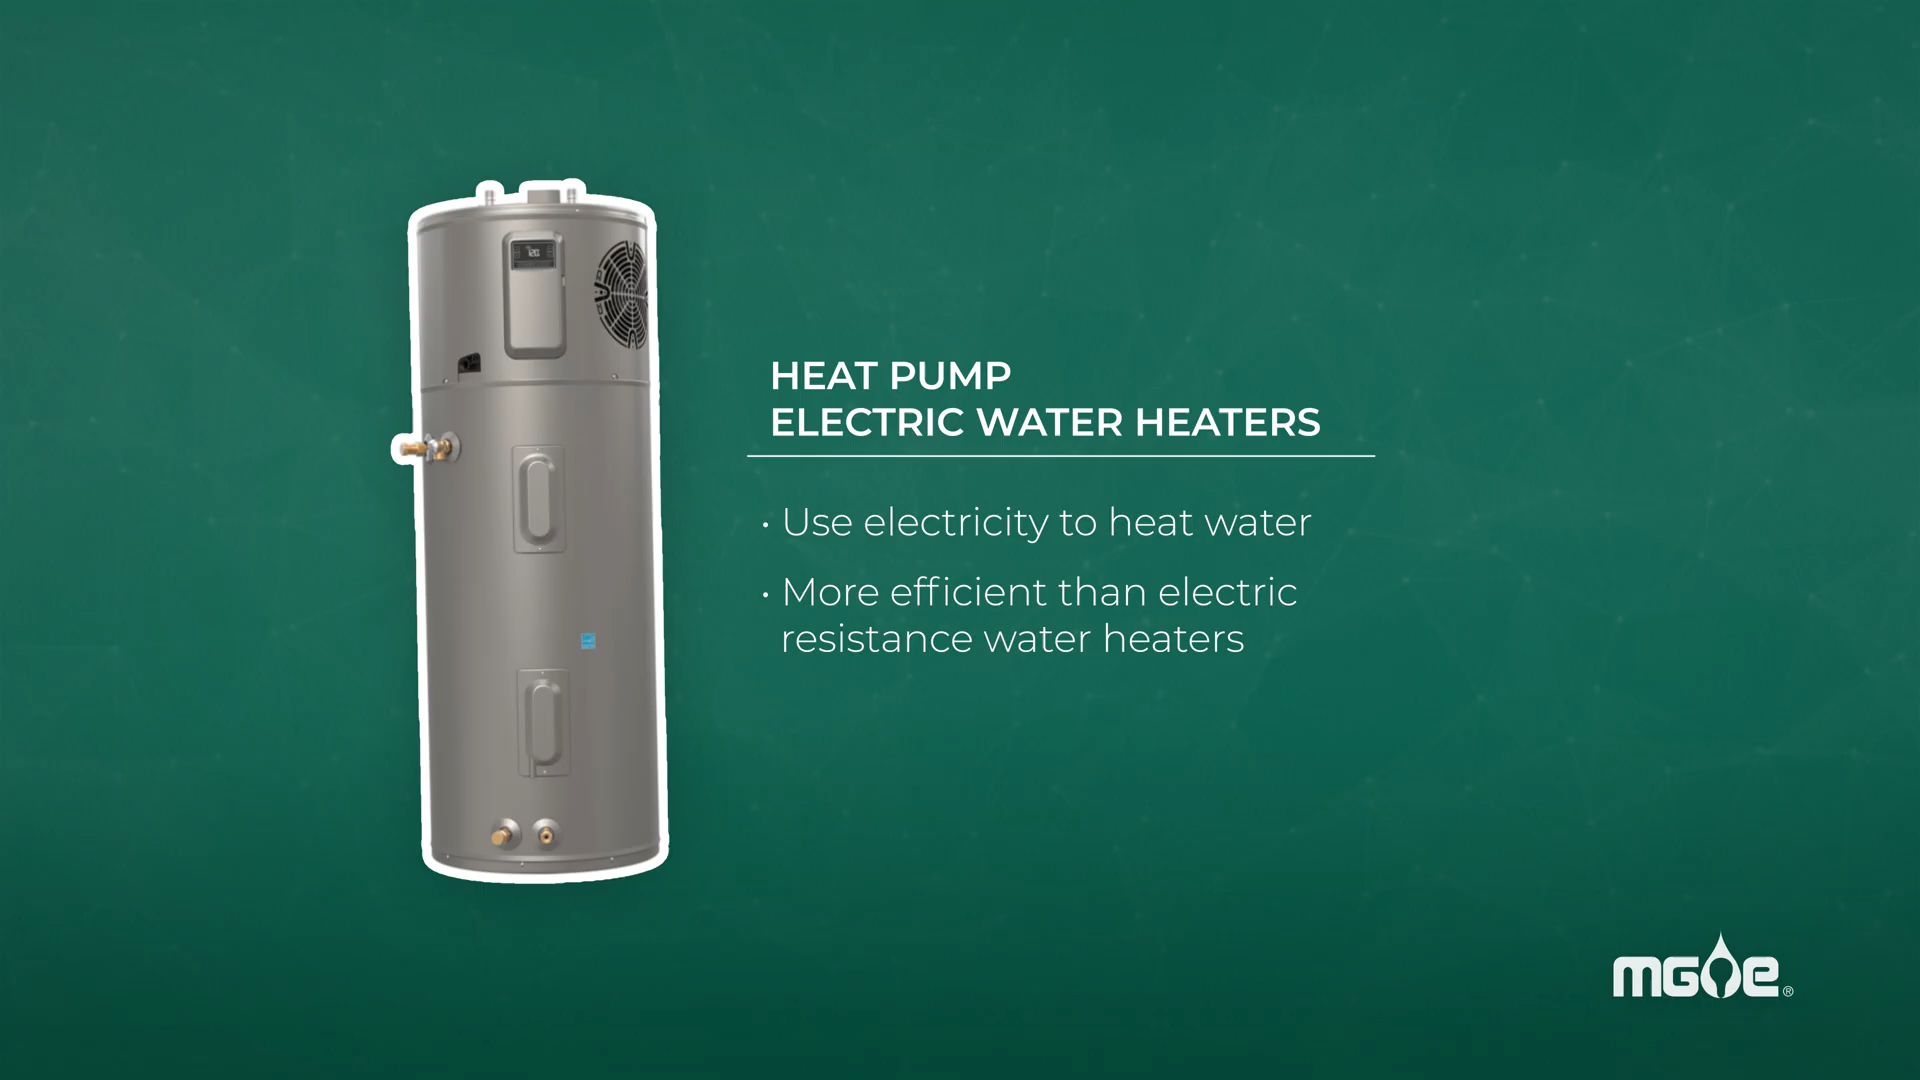 HEAT PUMP
ELECTRIC WATER HEATERS
• Use electricity to heat water
• More efficient than electric
resistance water heaters
mge®